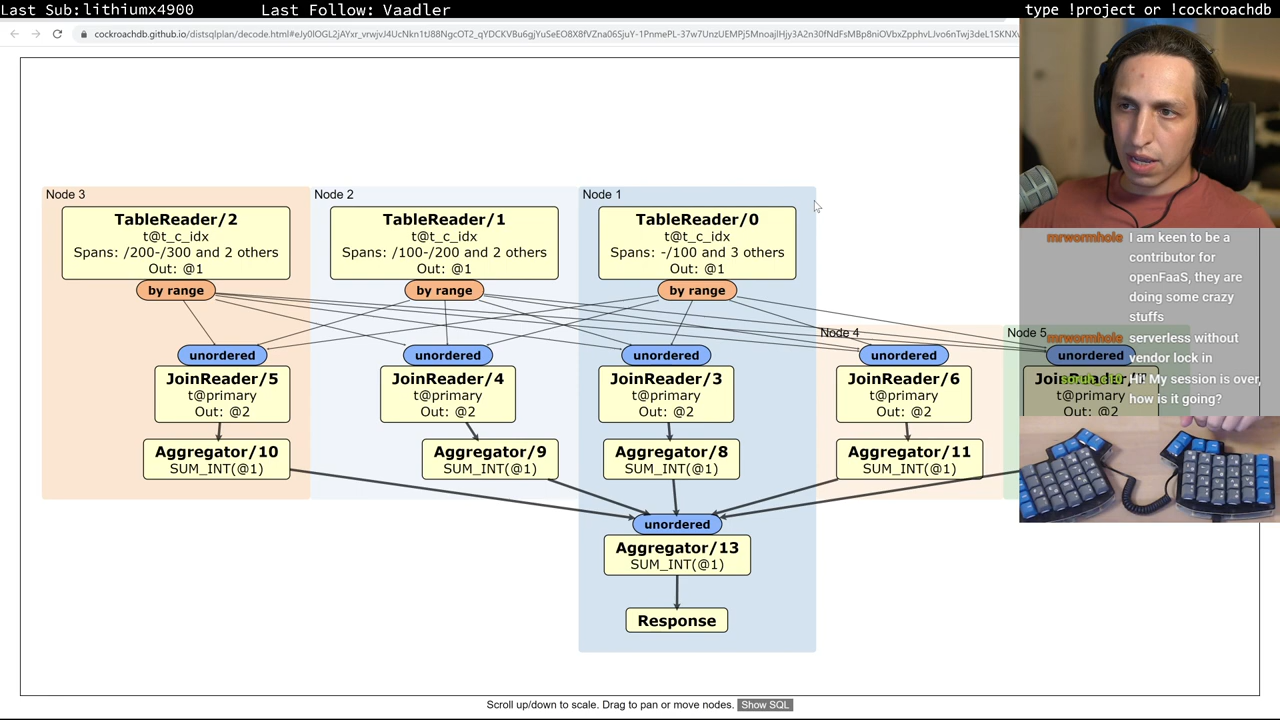 Last Sub:lithiumx4900
Last Follow: Vaadler
type !project or !cockroachdb
Node 3
Node 2
Node 1
TableReader/2
t@t_c_idx
Spans: /200-/300 and 2 others
Out: @1
TableReader/1
t@t_c_idx
Spans: /100-/200 and 2 others
Out: @1
TableReader/0
t@t_c_idx
Spans: -/100 and 3 others
Out: @1
by range
by range
by range
Node 4
Node 5
unordered
unordered
unordered
unordered
unordered
JoinReader/5
t@primary
Out: @2
JoinReader/4
t@primary
Out: @2
JoinReader/3
t@primary
Out: @2
JoinReader/6
t@primary
Out: @2
t@primary
Out: @2
Aggregator/10
SUM_INT(@1)
Aggregator/9
SUM_INT(@1)
Aggregator/8
SUM_INT(@1)
Aggregator/11
SUM_INT(@1)
unordered
Aggregator/13
SUM_INT(@1)
Response
Scroll up/down to scale. Drag to pan or move nodes. Show SQL
mrwormhole I am keen to be a
contributor for
openFaaS, they are
doing some crazy
stuffs
mrwormhole serverless without
vendor lock in
Hi! My session is over,
how is it going?